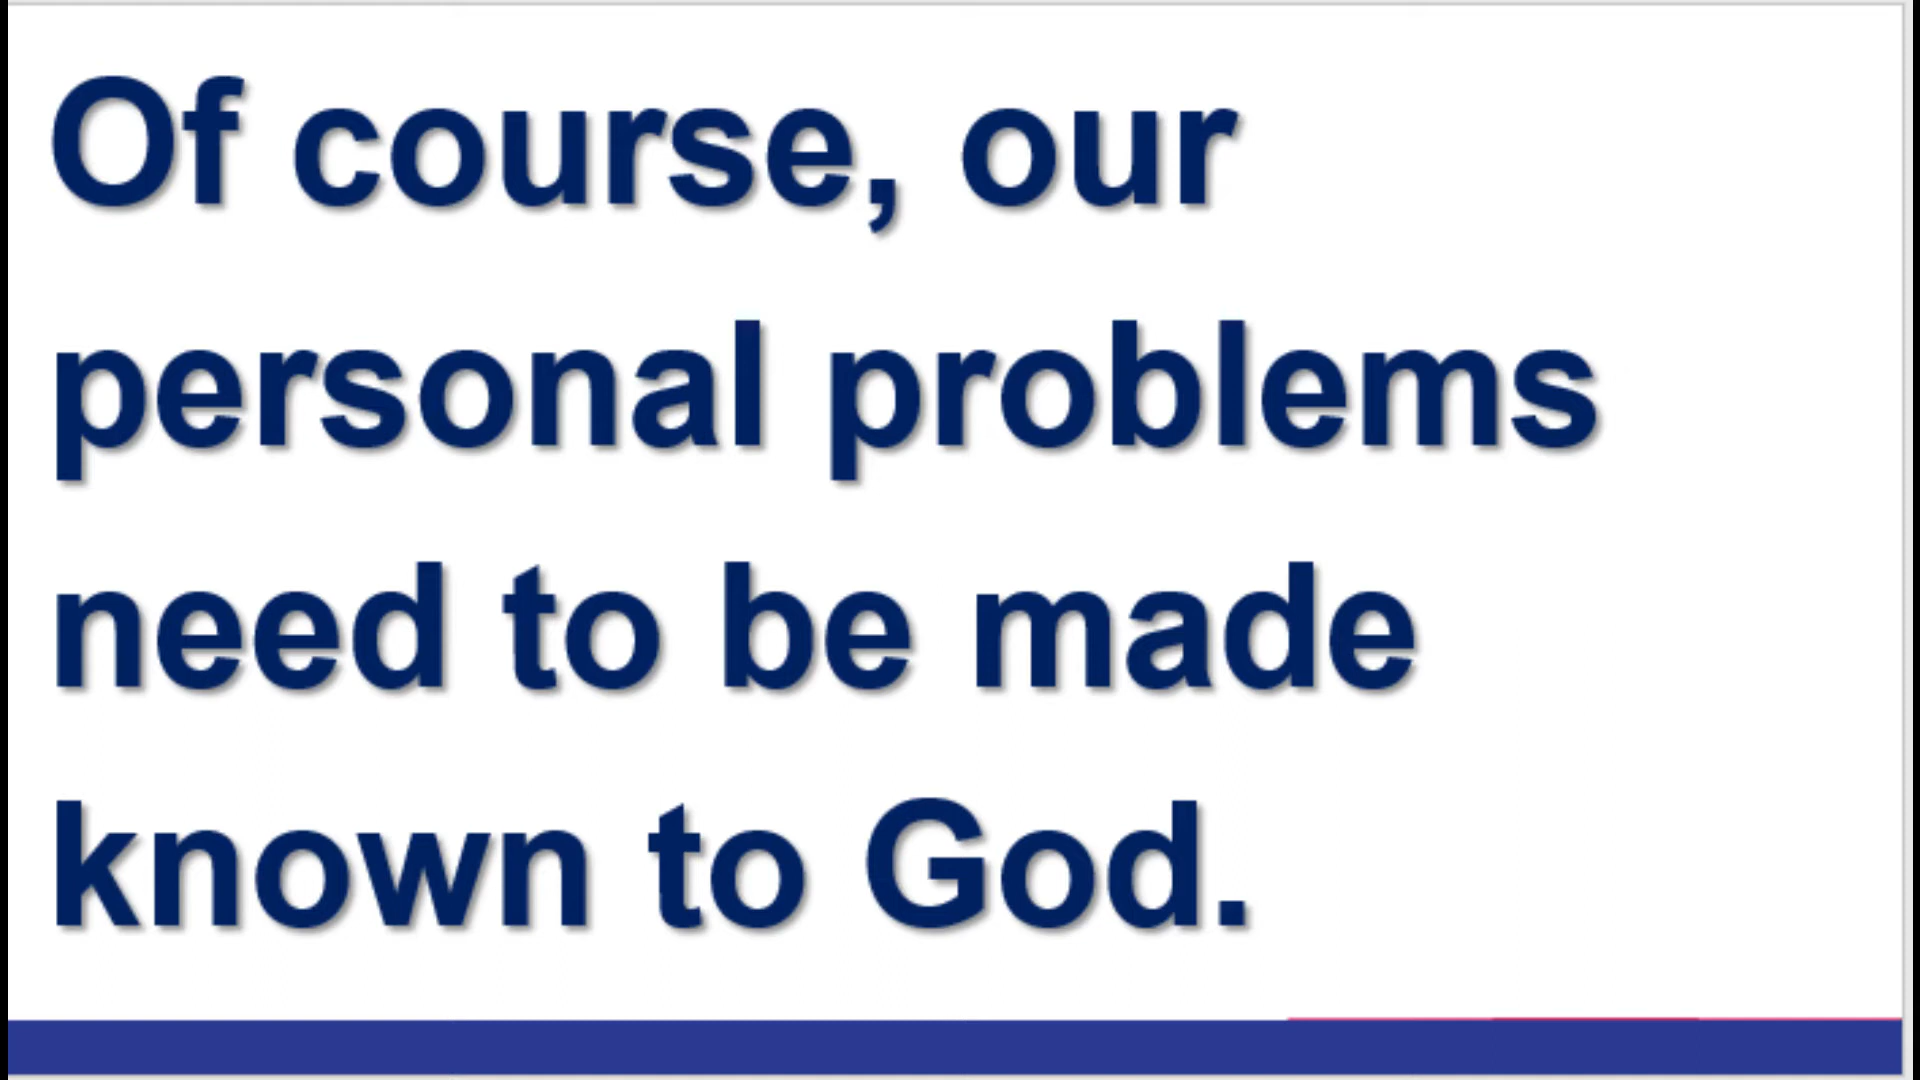 Of course, our
personal problems
need to be made
known to God.